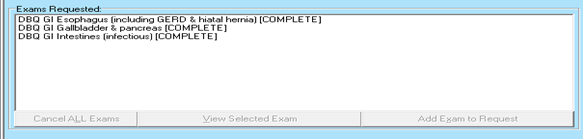 Exams Requested:
DBQ GI Esophagus (including GERD & hiatal hernia) [COMPLETE]
DBQ GI Gallbladder & pancreas [COMPLETE]
DBQ GI Intestines (infectious) [COMPLETE]
Cancel ALL Exams View Selected Exam Add Exam to Request